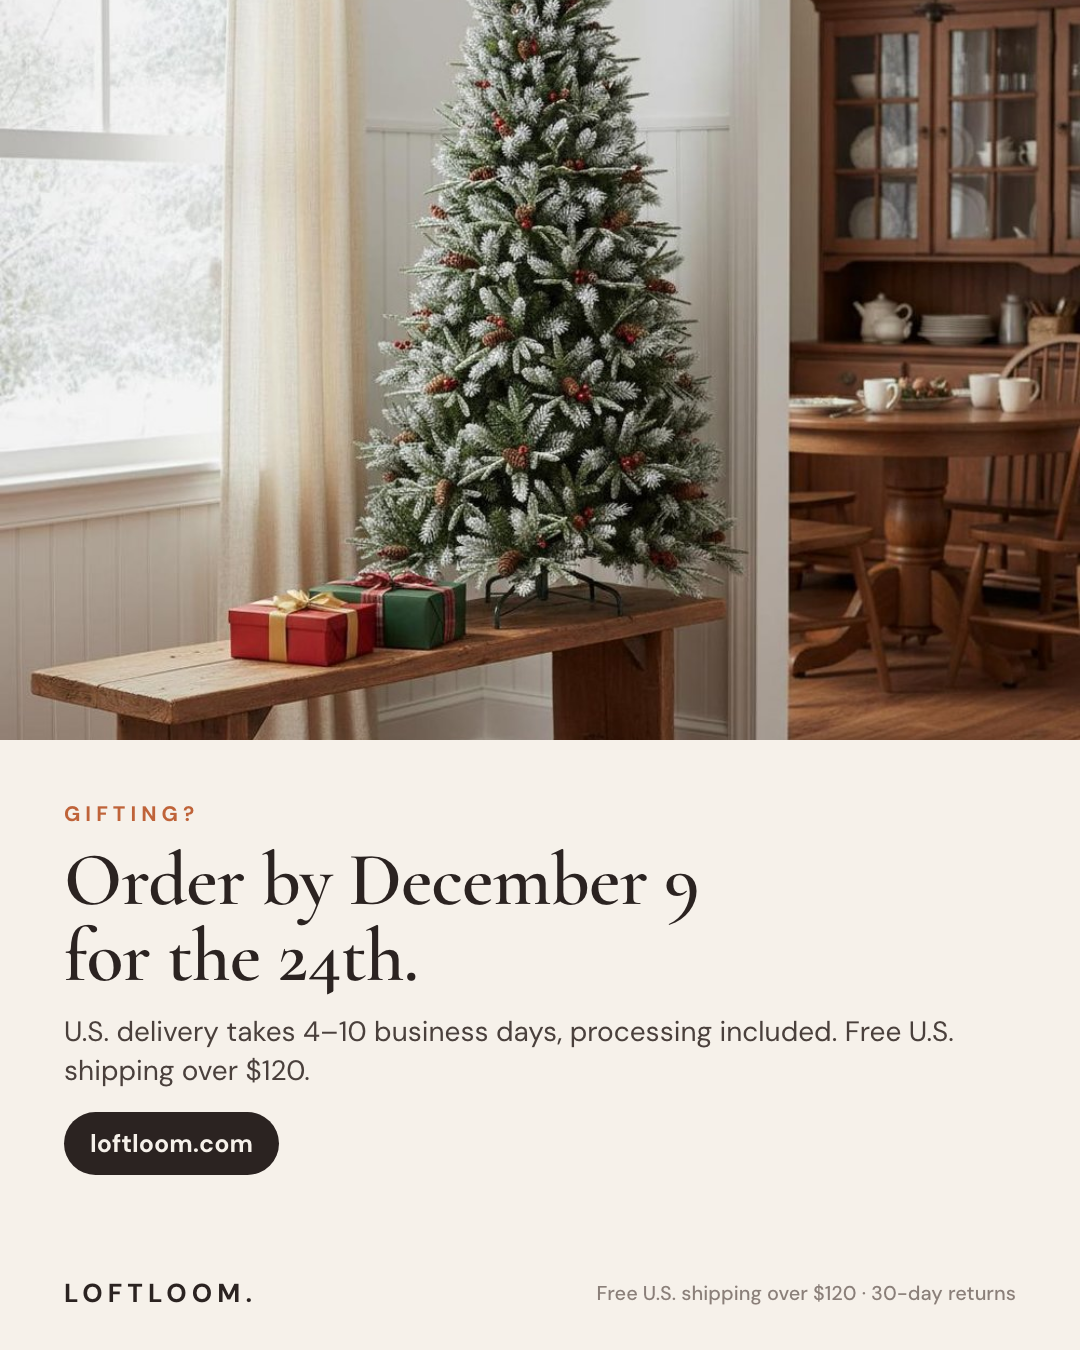 GIFTING?
Order by December 9
for the 24th.
U.S. delivery takes 4–10 business days, processing included. Free U.S.
shipping over $120.
loftloom.com
LOFTLOOM.
Free U.S. shipping over $120 · 30-day returns